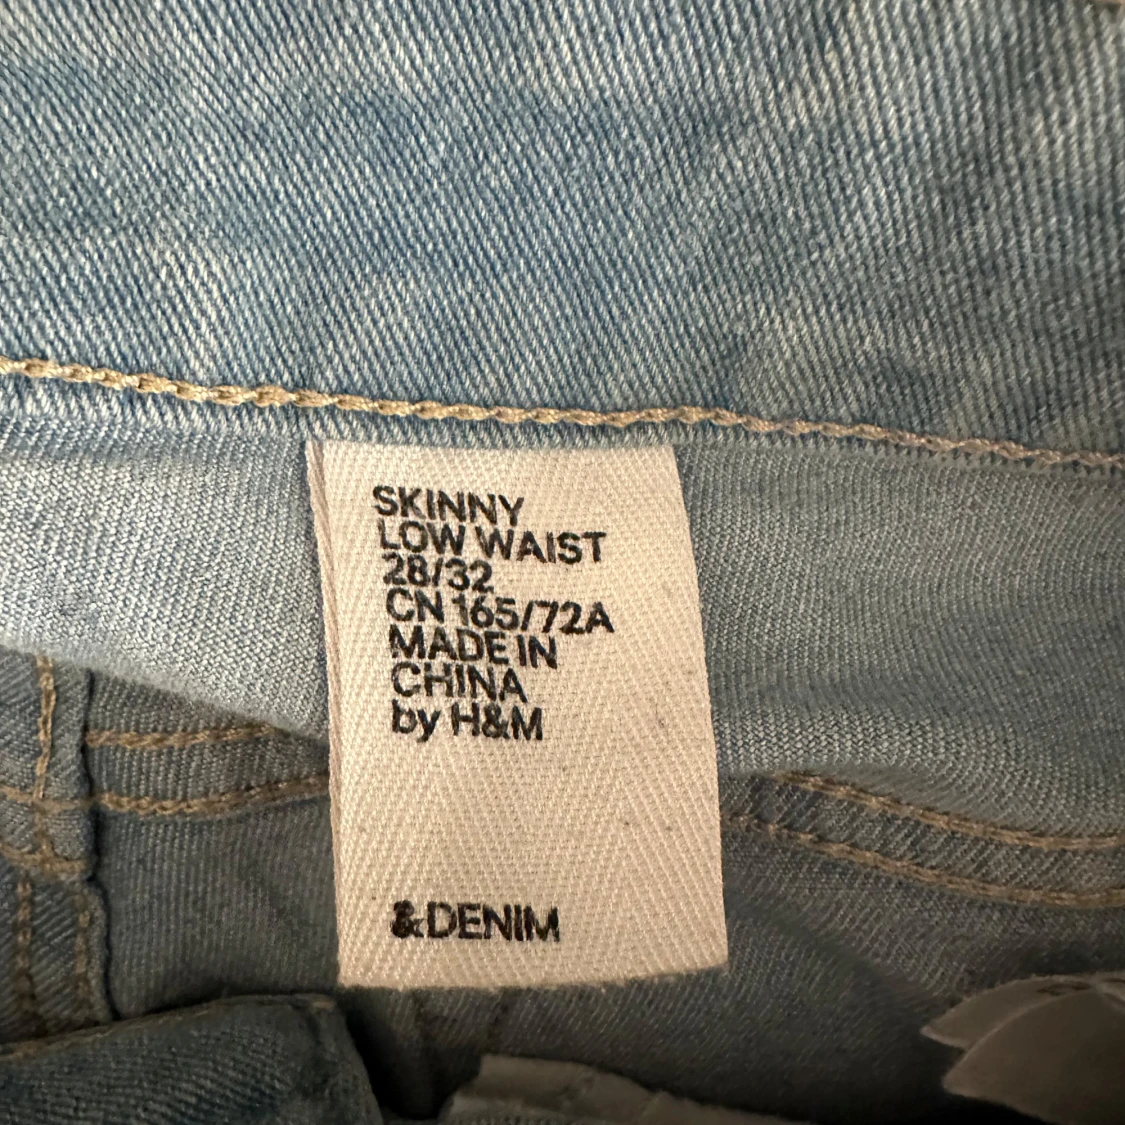 SKINNY
LOW WAIST
28/32
CN 165/72A
MADE IN
CHINA
by H&M
&DENIM